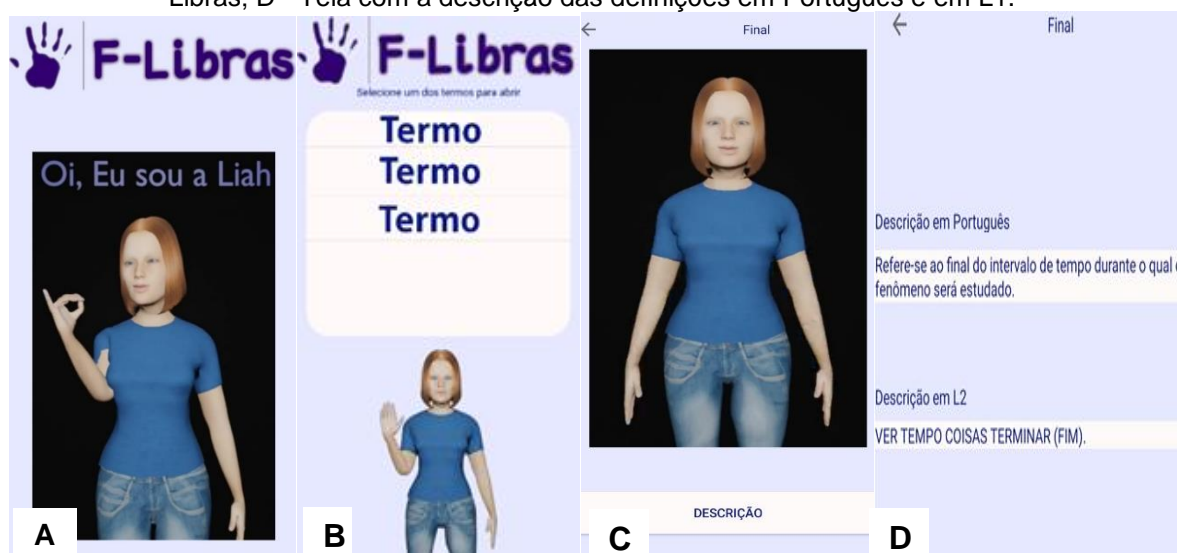 Libras; D - Tela com a descrição das definições em Português e em L1.
F-Libras
Oi, Eu sou a Liah
A
F-Libras
Selecione um dos termos para abrir
Termo
Termo
Termo
B
Final
DESCRIÇÃO
C
Final
Descrição em Português
Refere-se ao final do intervalo de tempo durante o qual
fenômeno será estudado.
Descrição em L2
VER TEMPO COISAS TERMINAR (FIM).
D